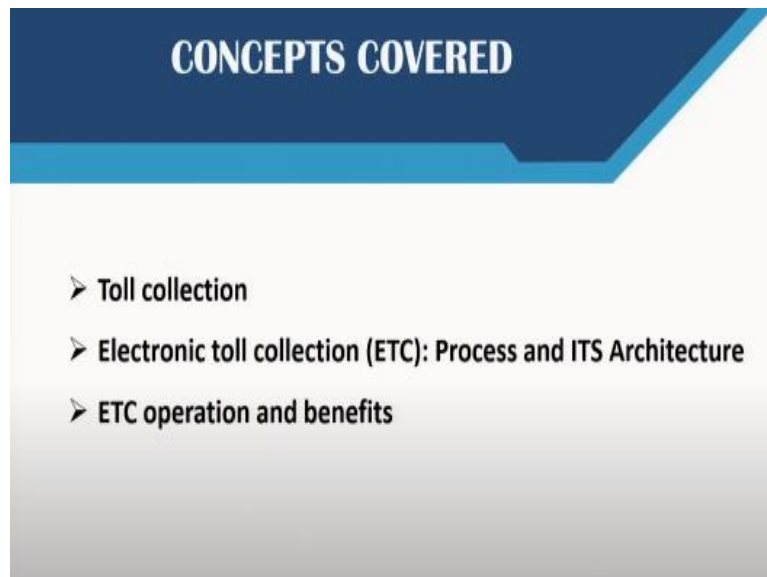 CONCEPTS COVERED
➢ Toll collection
➢ Electronic toll collection (ETC): Process and ITS Architecture
➢ ETC operation and benefits